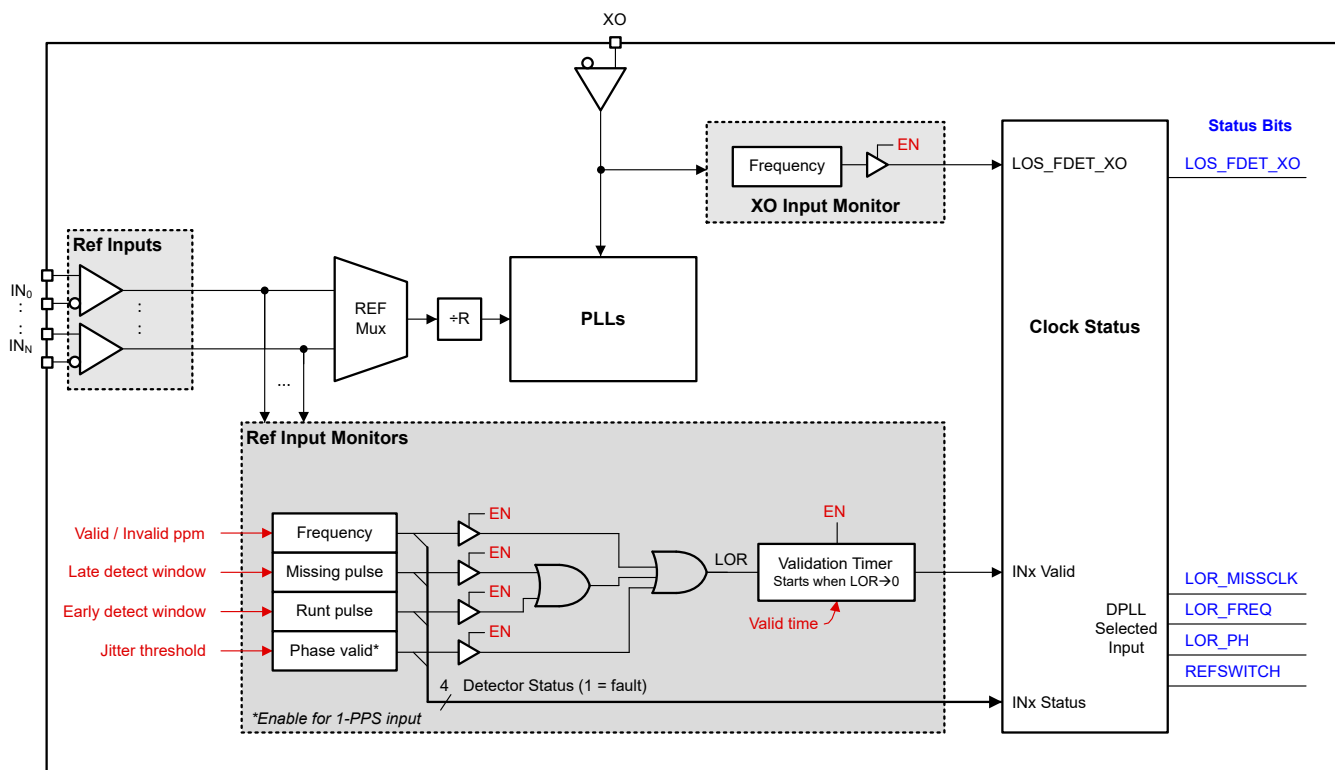 XO
EN
Status Bits
Frequency
LOS_FDET_XO
LOS_FDET_XO
XO Input Monitor
Ref Inputs
IN0
:
:
INN
:
:
:
:
REF
Mux
÷R
PLLs
Clock Status
...
Ref Input Monitors
Valid / Invalid ppm
Frequency
EN
Late detect window
Missing pulse
EN
Early detect window
Runt pulse
EN
Jitter threshold
Phase valid*
EN
LOR
EN
Validation Timer
Starts when LOR→0
Valid time
INx Valid
DPLL
Selected
Input
LOR_MISSCLK
LOR_FREQ
LOR_PH
REFSWITCH
4 Detector Status (1 = fault)
INx Status
*Enable for 1-PPS input